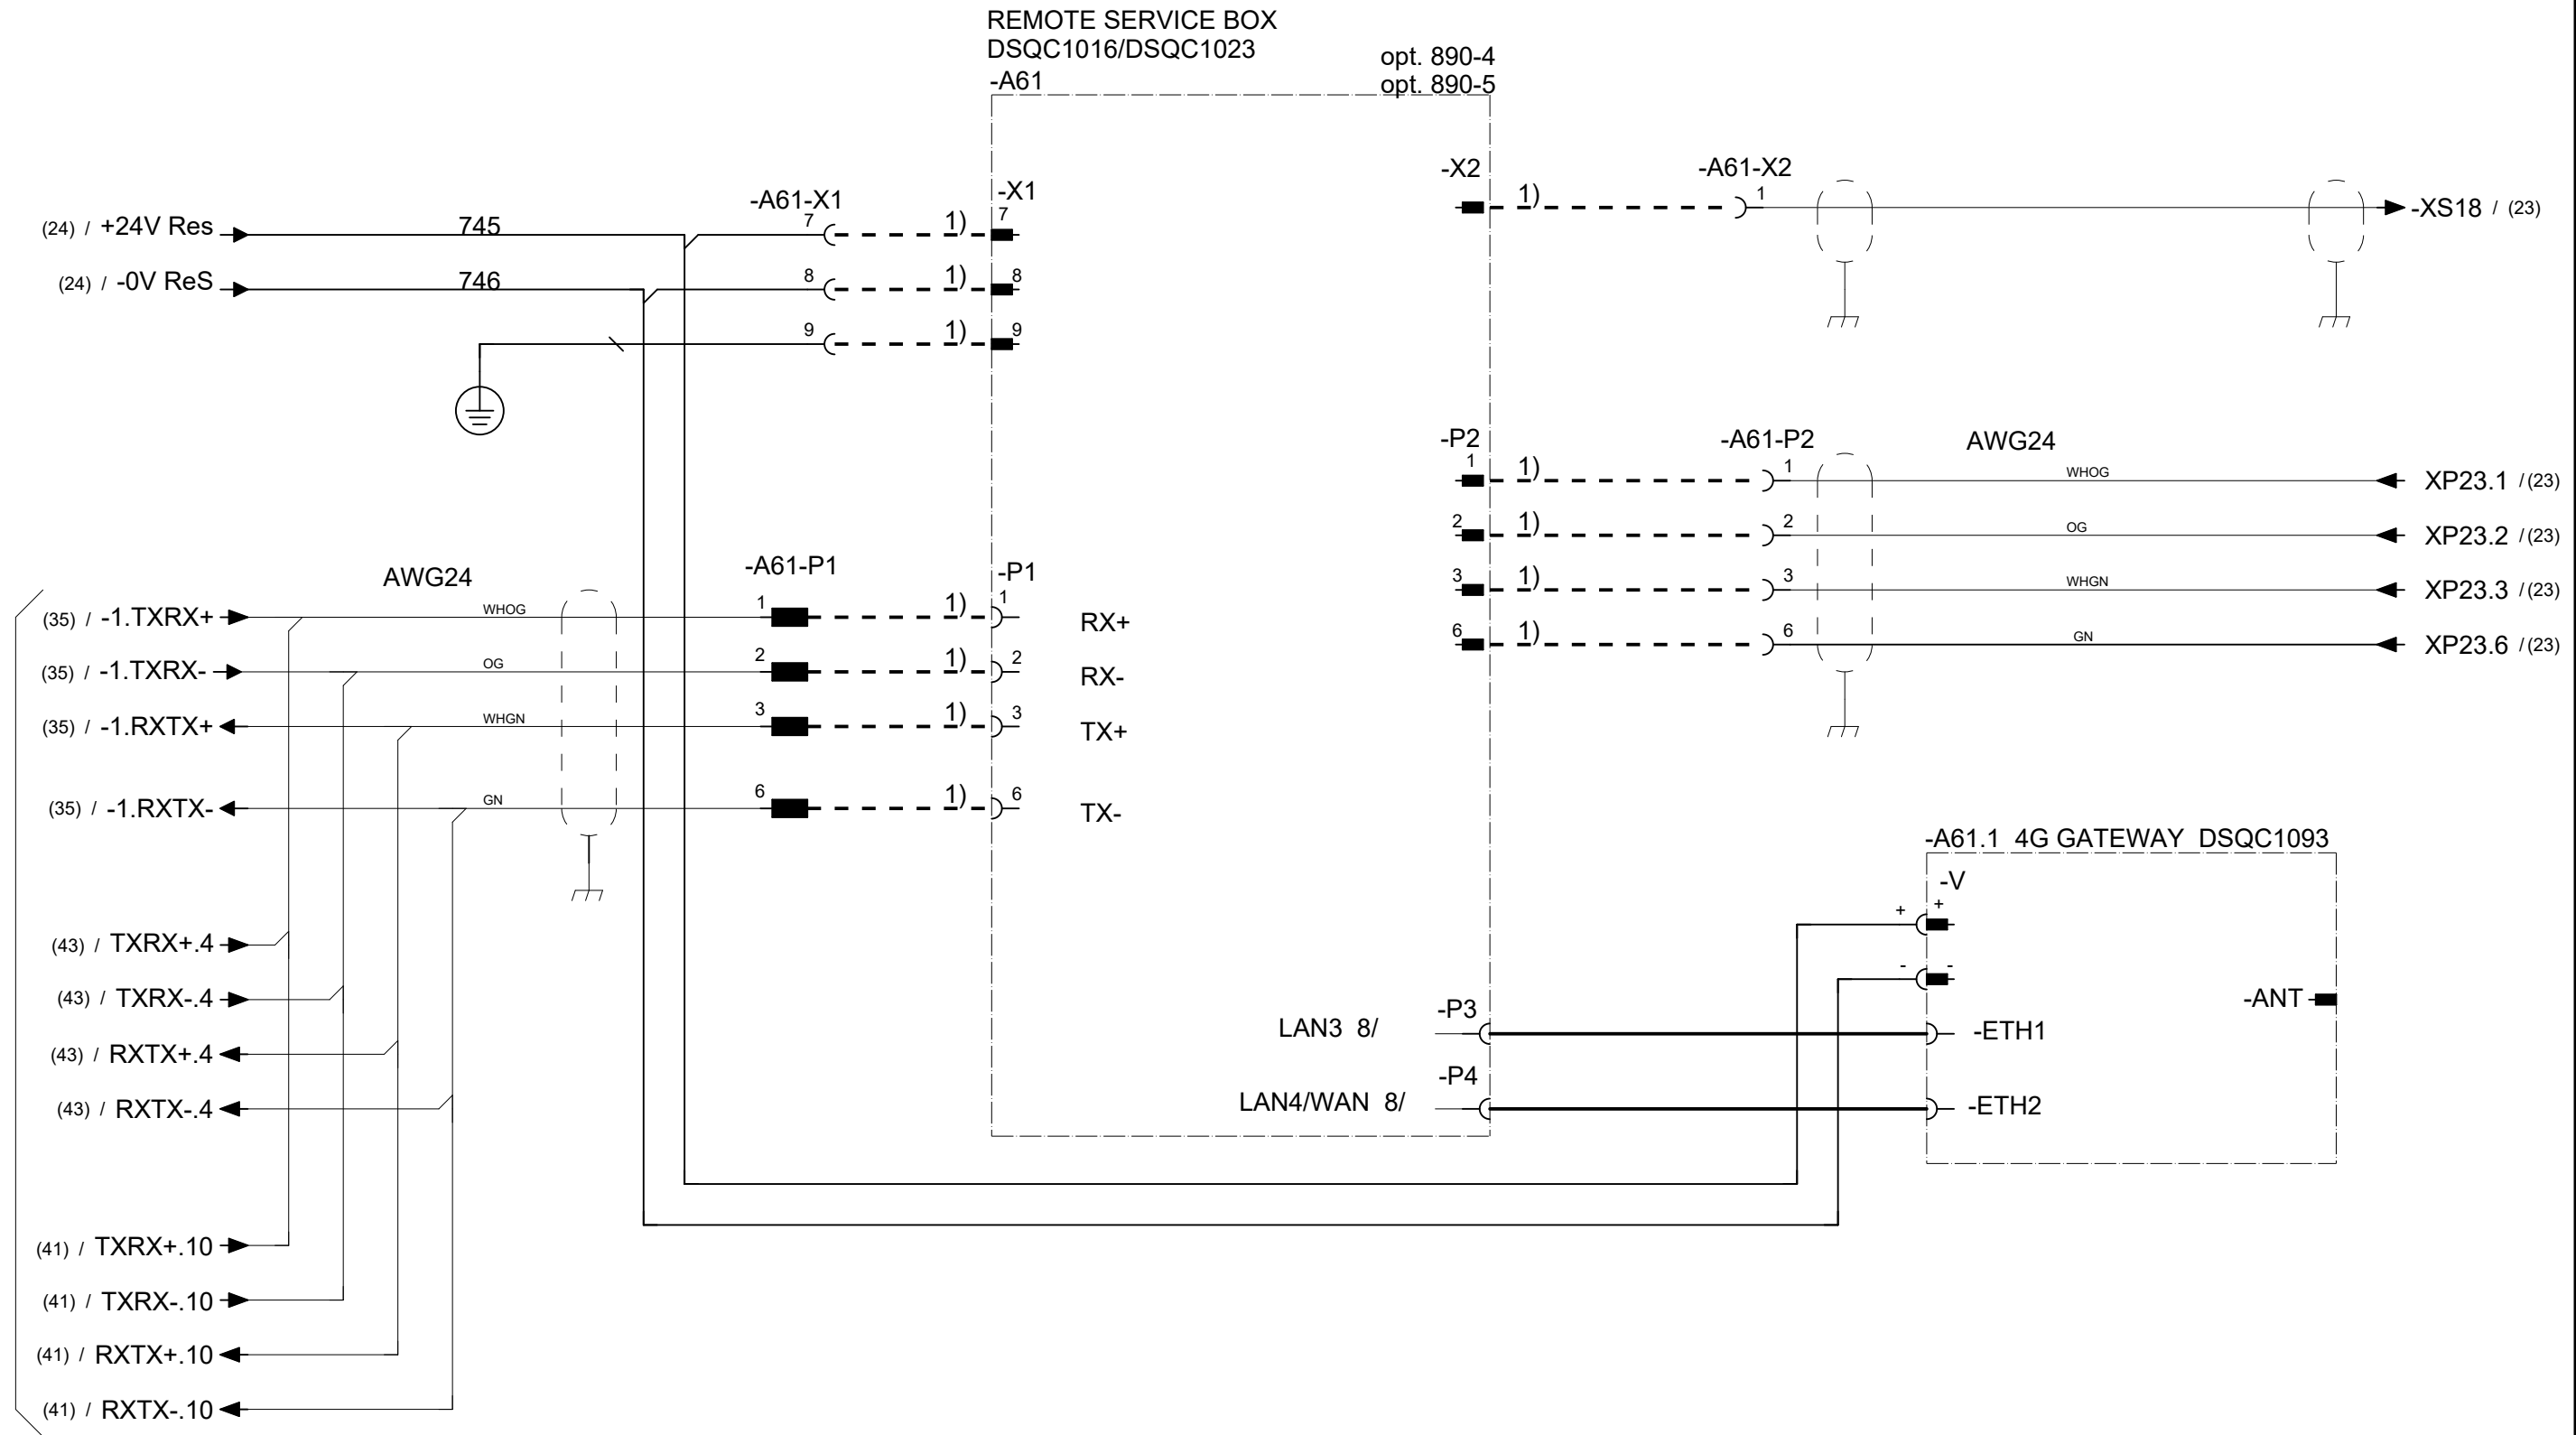 REMOTE SERVICE BOX
DSQC1016/DSQC1023
opt. 890-4
opt. 890-5
-A61
-X1
-A61-X1
(24) / +24V Res
745
7
1)
7
(24) / -0V ReS
746
8
1)
8
9
1)
9
-X2
1)
-A61-X2
1
-XS18 / (23)
-P2
-A61-P2
AWG24
1
1)
1
WHOG
XP23.1 / (23)
2
1)
2
OG
XP23.2 / (23)
3
1)
3
WHGN
XP23.3 / (23)
6
1)
6
GN
XP23.6 / (23)
AWG24
-A61-P1
-P1
(35) / -1.TXRX+
WHOG
1
1)
1
RX+
(35) / -1.TXRX-
OG
2
1)
2
RX-
(35) / -1.RXTX+
WHGN
3
1)
3
TX+
(35) / -1.RXTX-
GN
6
1)
6
TX-
(43) / TXRX+.4
(43) / TXRX-.4
(43) / RXTX+.4
(43) / RXTX-.4
(41) / TXRX+.10
(41) / TXRX-.10
(41) / RXTX+.10
(41) / RXTX-.10
-A61.1 4G GATEWAY DSQC1093
-V
+
+
-
-
-ANT
LAN3 8/
-P3
-ETH1
LAN4/WAN 8/
-P4
-ETH2